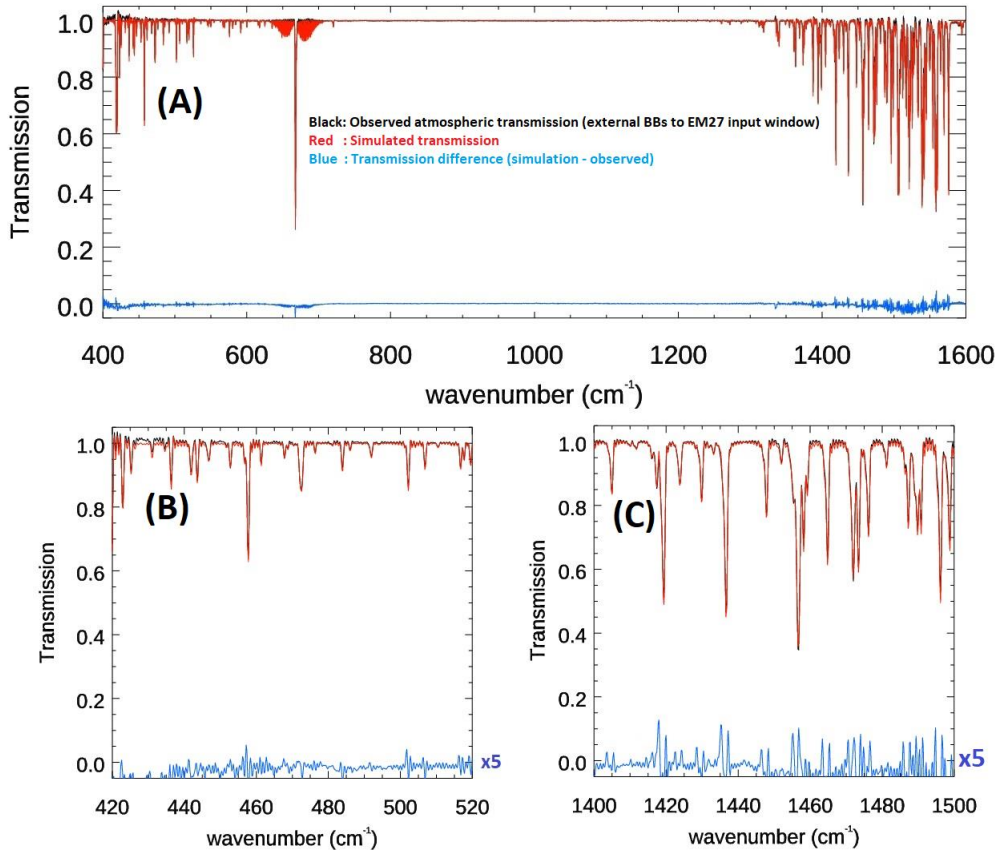 1.0
0.8
0.6
0.4
0.2
0.0
Transmission
(A)
Black: Observed atmospheric transmission (external BBs to EM27 input window)
Red : Simulated transmission
Blue : Transmission difference (simulation - observed)
400 600 800 1000 1200 1400 1600
wavenumber (cm⁻¹)
1.0
0.8
0.6
0.4
0.2
0.0
Transmission
(B)
x5
420 440 460 480 500 520
wavenumber (cm⁻¹)
1.0
0.8
0.6
0.4
0.2
0.0
Transmission
(C)
x5
1400 1420 1440 1460 1480 1500
wavenumber (cm⁻¹)